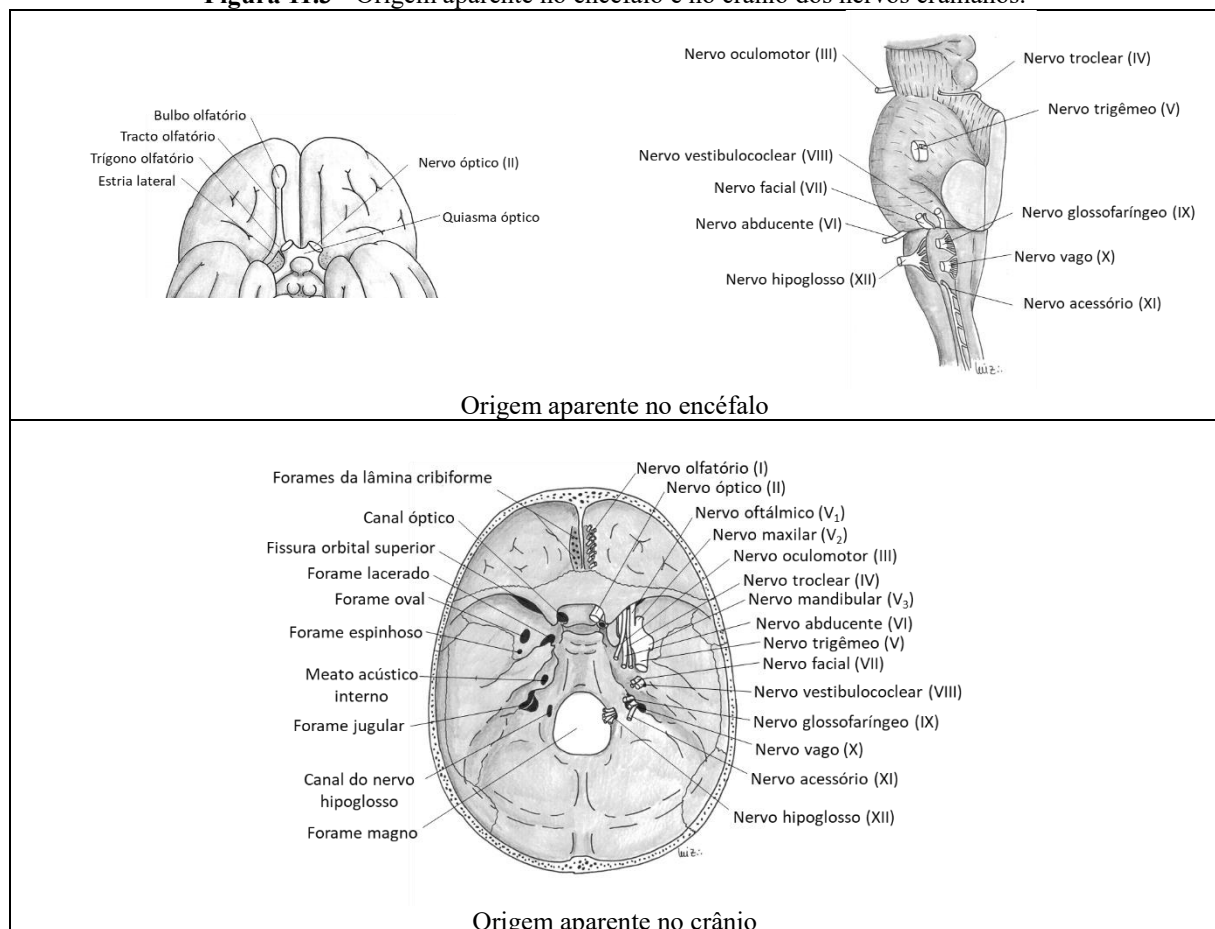 Figura 11.3 - Origem aparente no encéfalo e no crânio dos nervos cranianos.
Bulbo olfatório
Tracto olfatório
Trígono olfatório
Estria lateral
Nervo óptico (II)
Quiasma óptico
Nervo oculomotor (III)
Nervo vestibulococlear (VIII)
Nervo facial (VII)
Nervo abducente (VI)
Nervo hipoglosso (XII)
Nervo troclear (IV)
Nervo trigêmeo (V)
Nervo glossofaríngeo (IX)
Nervo vago (X)
Nervo acessório (XI)
Luiz.:.
Origem aparente no encéfalo
Forames da lâmina cribiforme
Canal óptico
Fissura orbital superior
Forame lacerado
Forame oval
Forame espinhoso
Meato acústico
interno
Forame jugular
Canal do nervo
hipoglosso
Forame magno
Nervo olfatório (I)
Nervo óptico (II)
Nervo oftálmico (V₁)
Nervo maxilar (V₂)
Nervo oculomotor (III)
Nervo troclear (IV)
Nervo mandibular (V₃)
Nervo abducente (VI)
Nervo trigêmeo (V)
Nervo facial (VII)
Nervo vestibulococlear (VIII)
Nervo glossofaríngeo (IX)
Nervo vago (X)
Nervo acessório (XI)
Nervo hipoglosso (XII)
Luiz.:.
Origem aparente no crânio